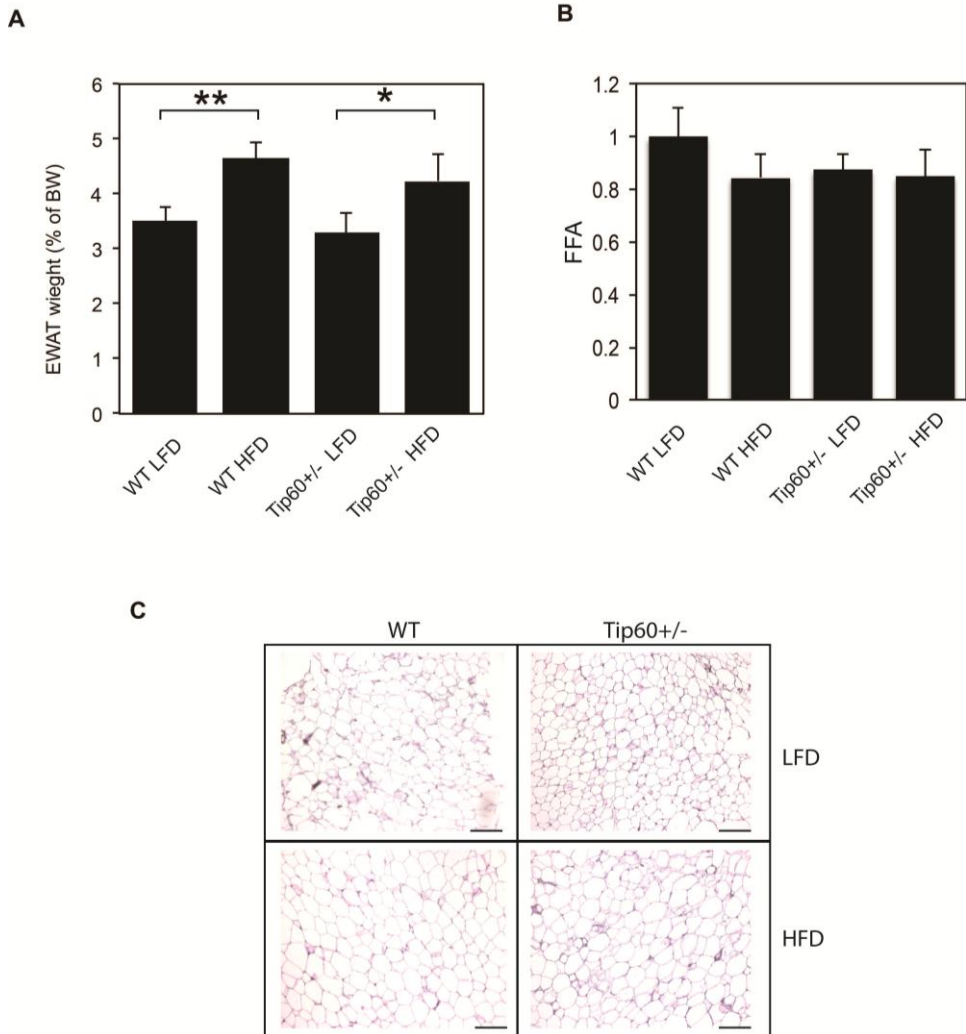 A
EWAT wieght (% of BW)
6
5
4
3
2
1
0
**
*
WT LFD
WT HFD
Tip60+/- LFD
Tip60+/- HFD
B
FFA
1.2
1
0.8
0.6
0.4
0.2
0
WT LFD
WT HFD
Tip60+/- LFD
Tip60+/- HFD
C
WT
Tip60+/-
LFD
HFD